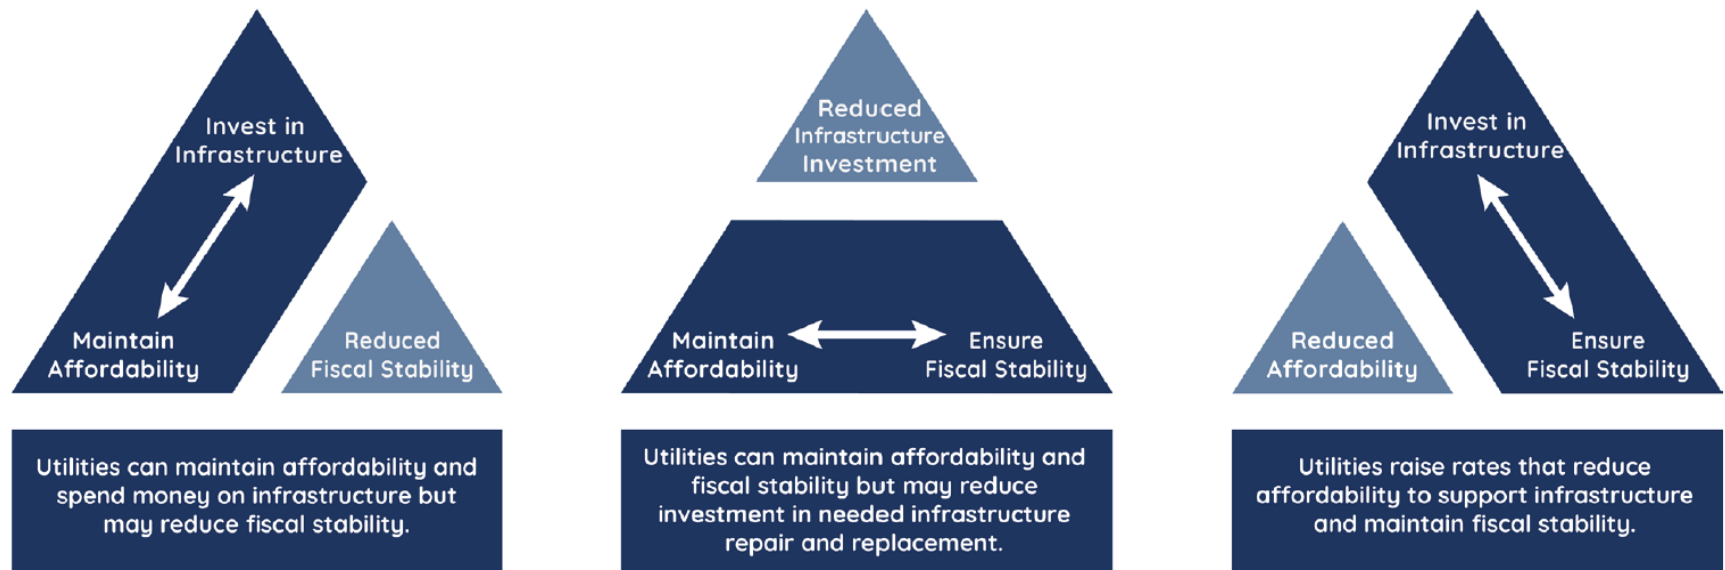 Invest in
Infrastructure
Maintain
Affordability
Reduced
Fiscal Stability
Utilities can maintain affordability and
spend money on infrastructure but
may reduce fiscal stability.
Reduced
Infrastructure
Investment
Maintain
Affordability
Ensure
Fiscal Stability
Utilities can maintain affordability and
fiscal stability but may reduce
investment in needed infrastructure
repair and replacement.
Invest in
Infrastructure
Reduced
Affordability
Ensure
Fiscal Stability
Utilities raise rates that reduce
affordability to support infrastructure
and maintain fiscal stability.